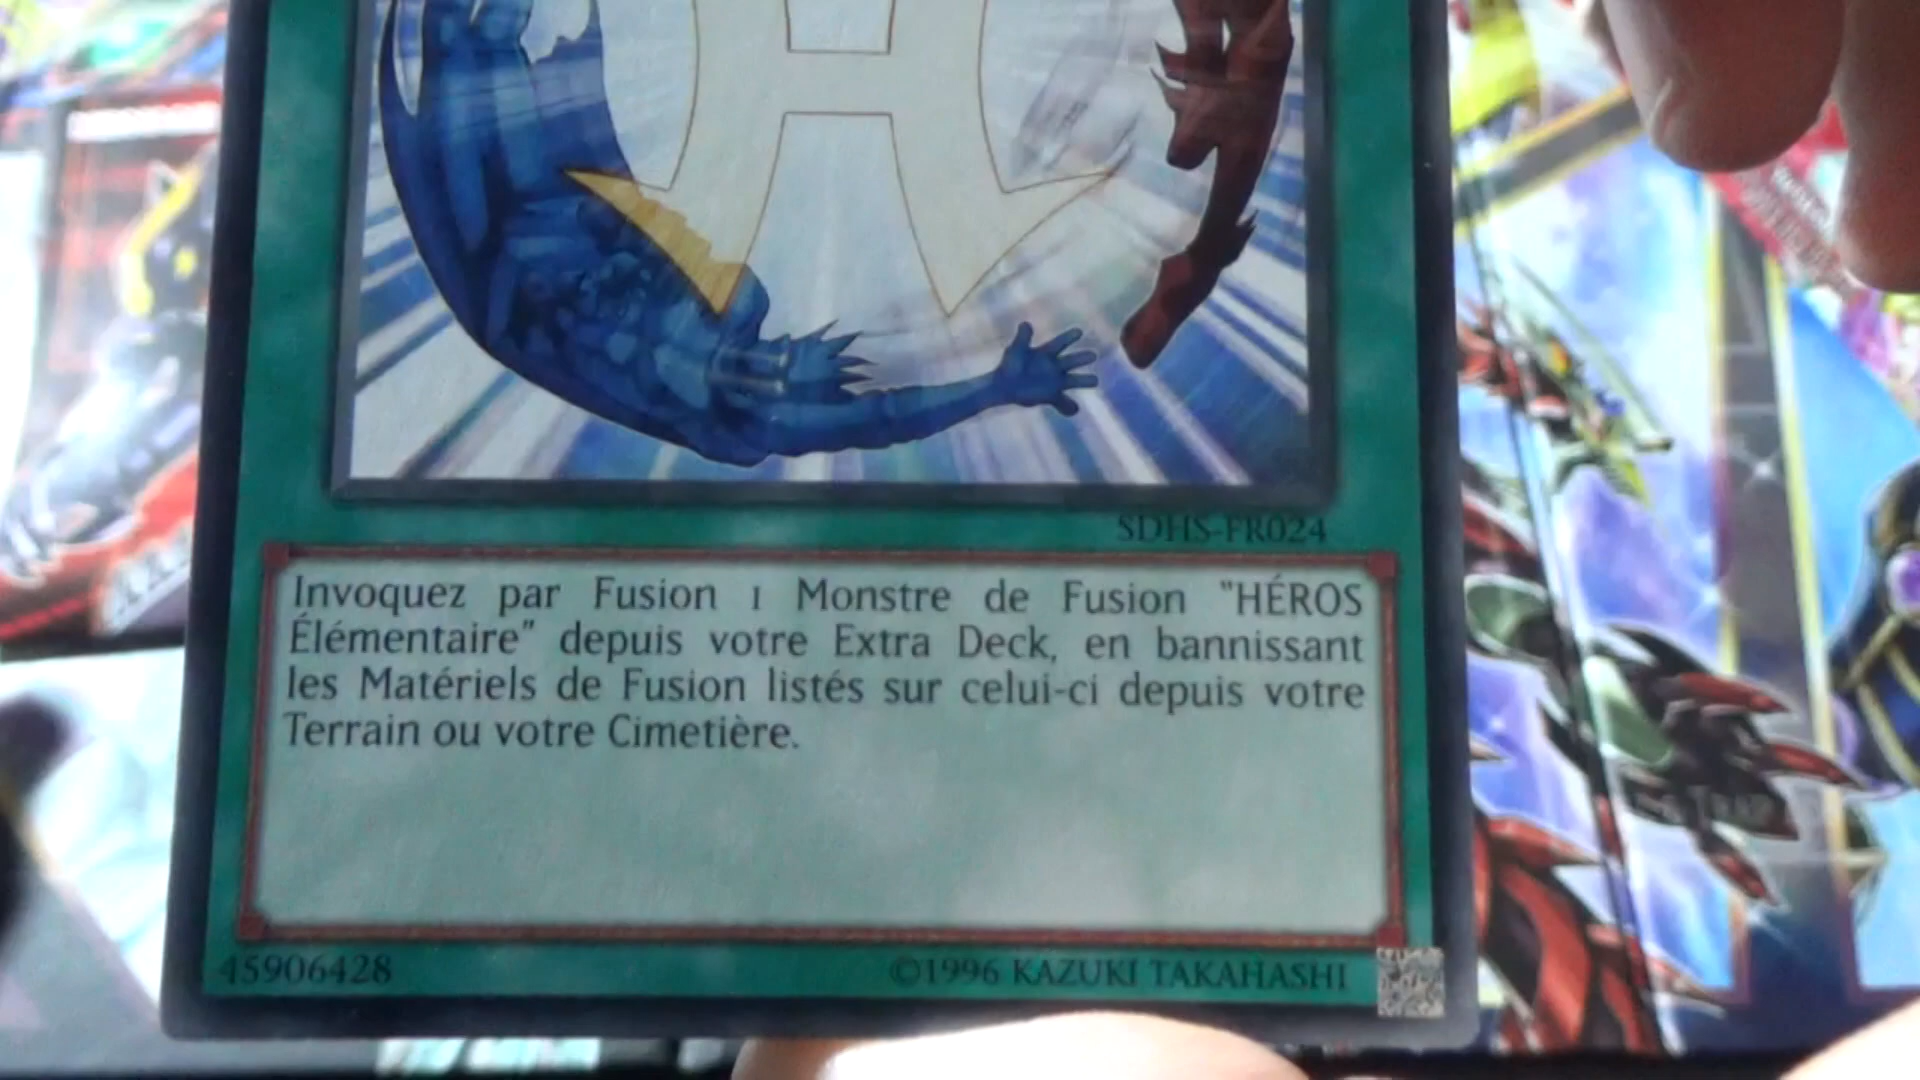 SDHS-FR024
Invoquez par Fusion 1 Monstre de Fusion "HÉROS
Élémentaire" depuis votre Extra Deck, en bannissant
les Matériels de Fusion listés sur celui-ci depuis votre
Terrain ou votre Cimetière.
45906428
©1996 KAZUKI TAKAHASHI